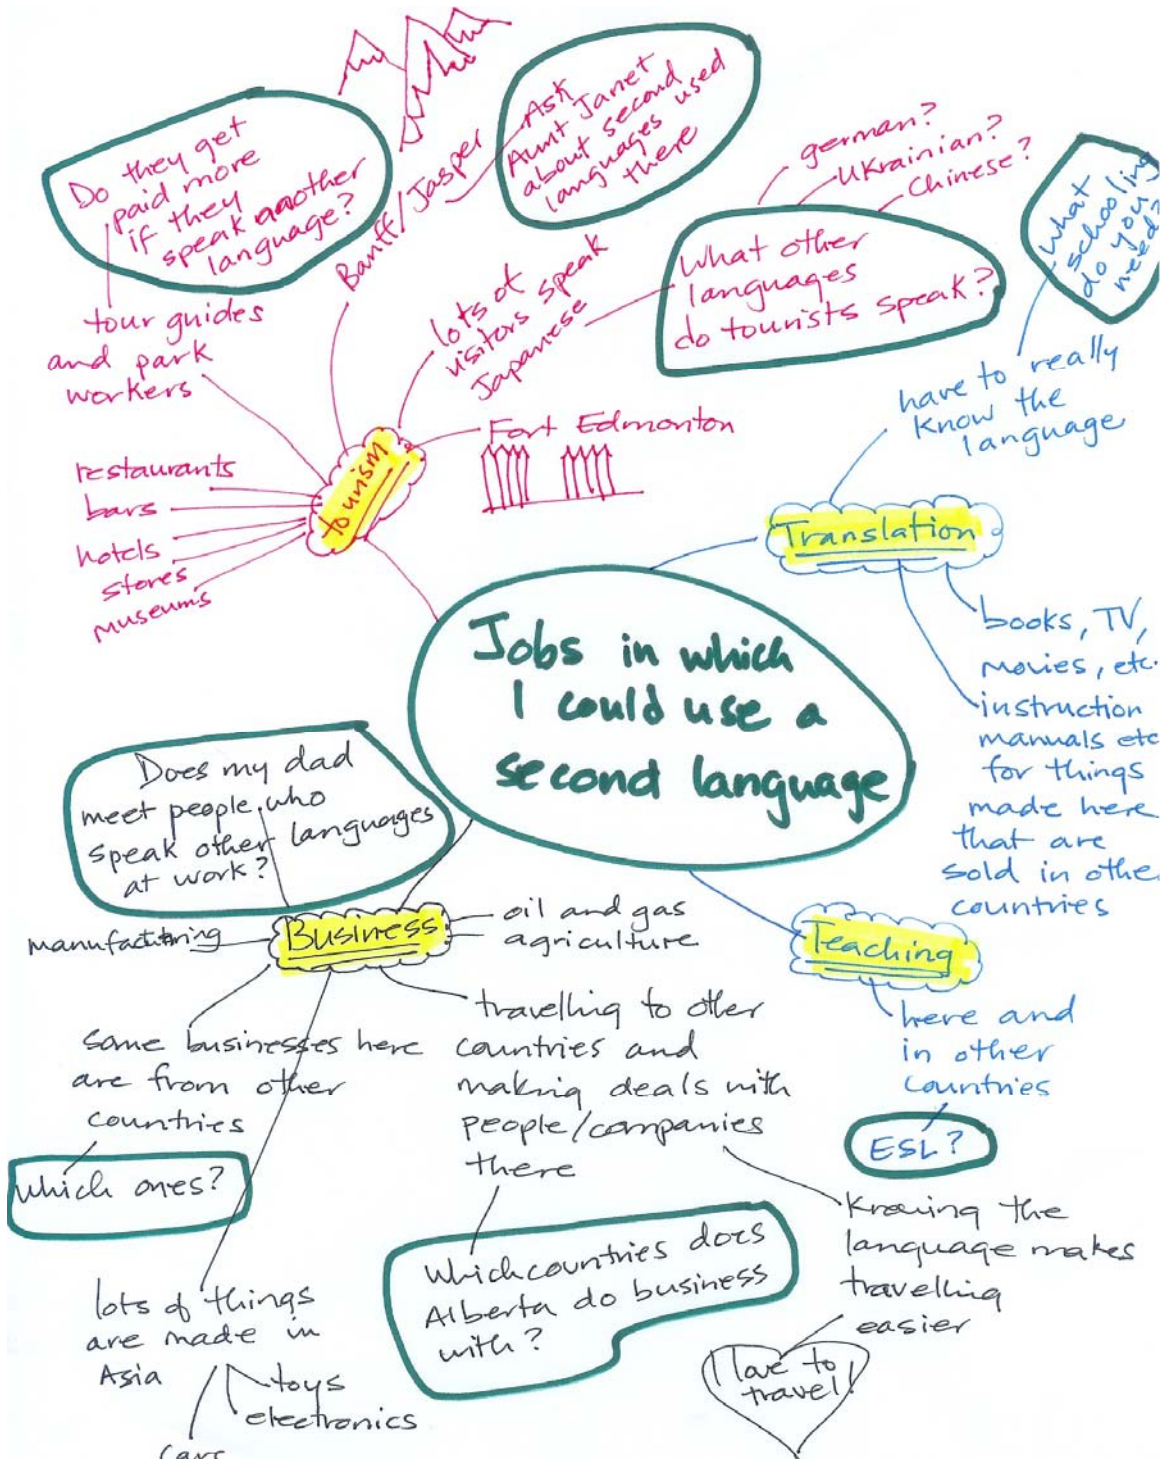 Do they get
paid more
if they
speak another
language?
tour guides
and park
workers
Banff/Jasper
Ask
Aunt Janet
about second
languages used
there
lots of
visitors speak
Japanese
german?
Ukrainian?
Chinese?
What other
languages
do tourists speak?
What
schooling
do you
need?
have to really
know the
language
restaurants
bars
hotels
stores
museums
tourism
Fort Edmonton
Translation
books, TV,
movies, etc.
instruction
manuals etc
for things
made here
that are
sold in othe
countries
Jobs in which
I could use a
second language
Does my dad
meet people who
speak other languages
at work?
manufacturing
Business
oil and gas
agriculture
Teaching
here and
in other
countries
ESL?
some businesses here
are from other
countries
which ones?
travelling to other
countries and
making deals with
people/companies
there
Which countries does
Alberta do business
with?
Knowing the
language makes
travelling
easier
I love to
travel!
lots of things
are made in
Asia
toys
electronics
cars